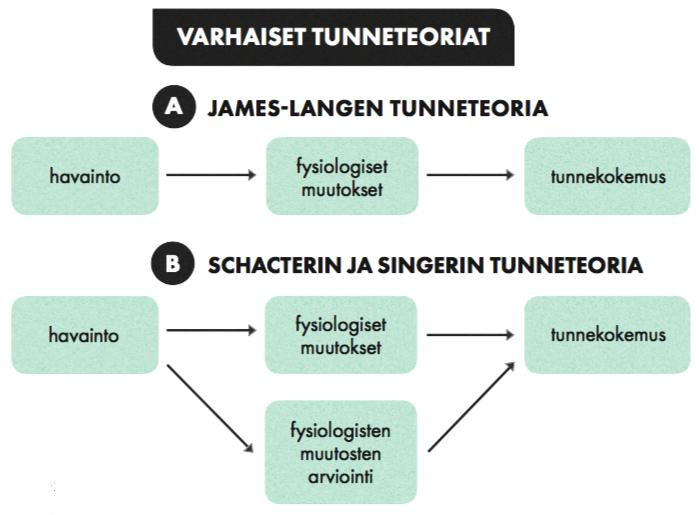 VARHAISET TUNNETEORIAT
A JAMES-LANGEN TUNNETEORIA
havainto
fysiologiset
muutokset
tunnekokemus
B SCHACTERIN JA SINGERIN TUNNETEORIA
havainto
fysiologiset
muutokset
tunnekokemus
fysiologisten
muutosten
arviointi